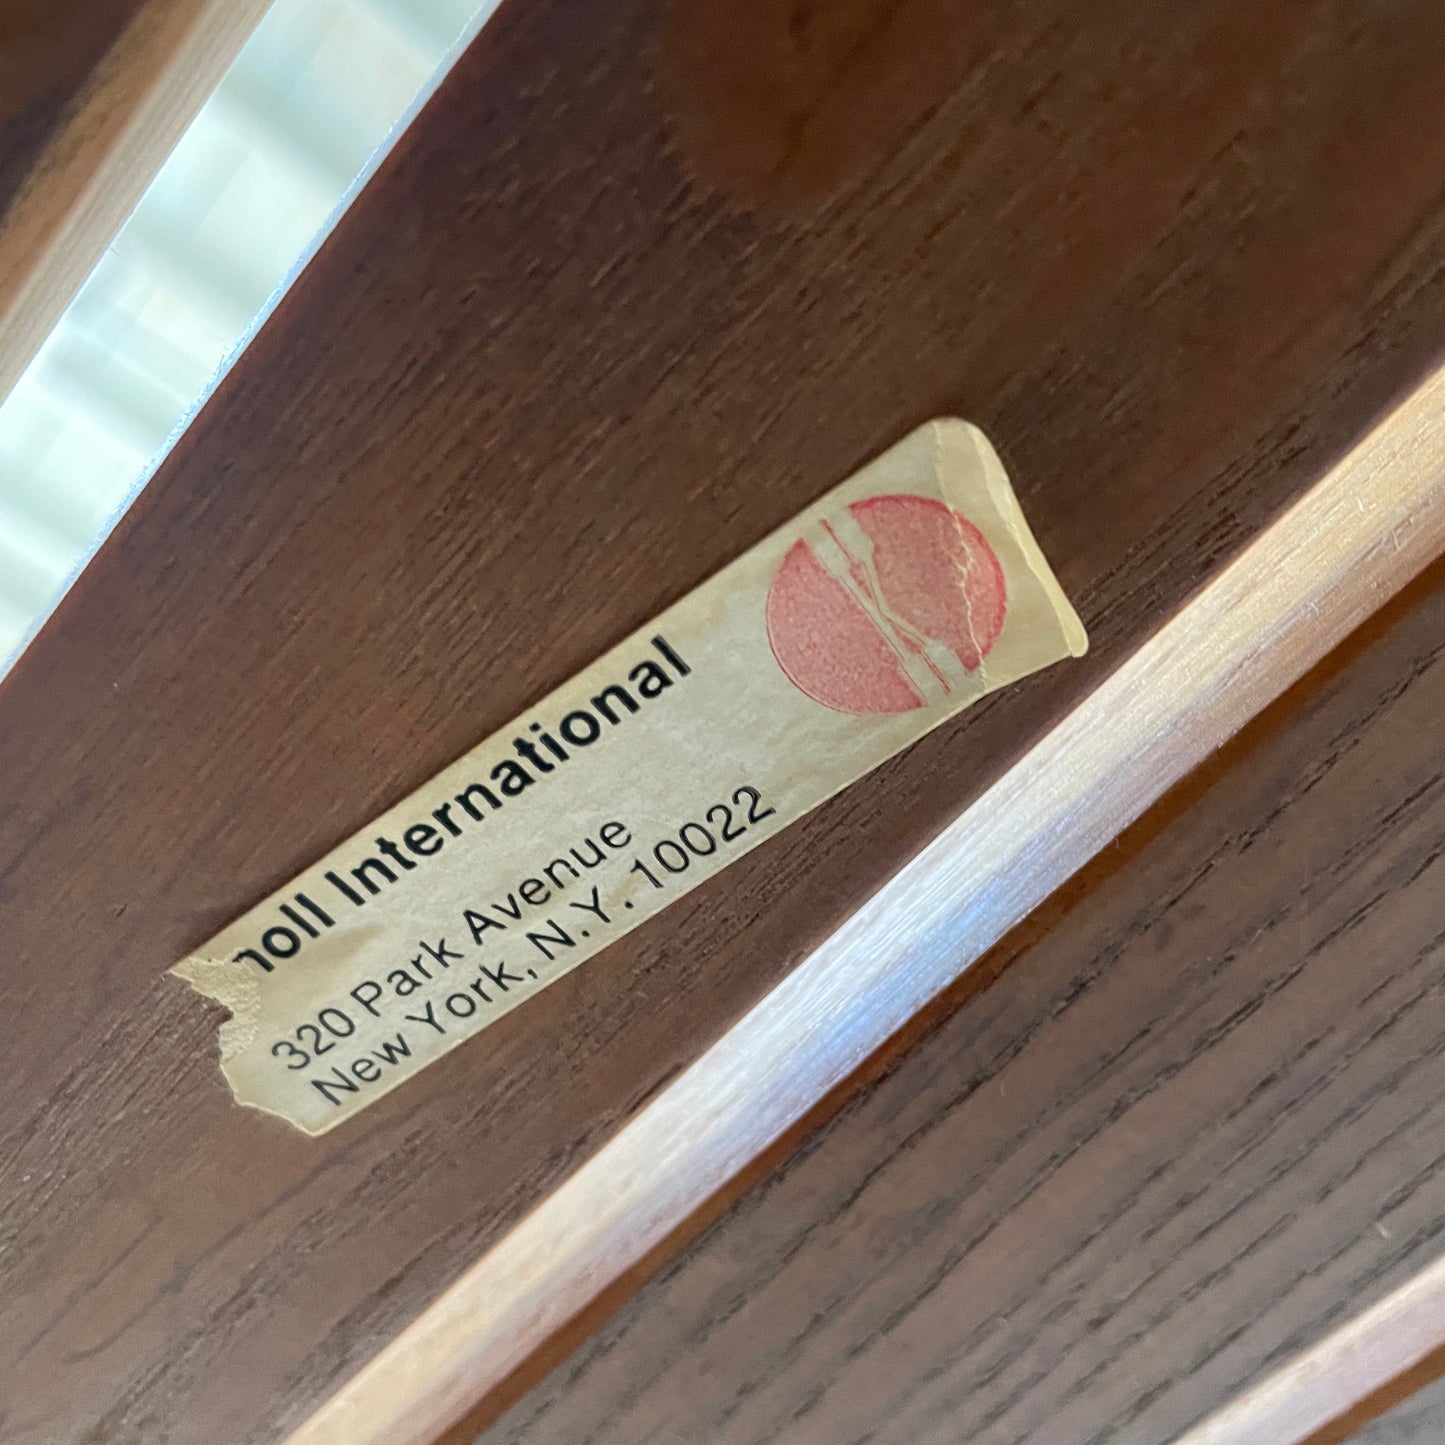 noll International
320 Park Avenue
New York, N.Y. 10022